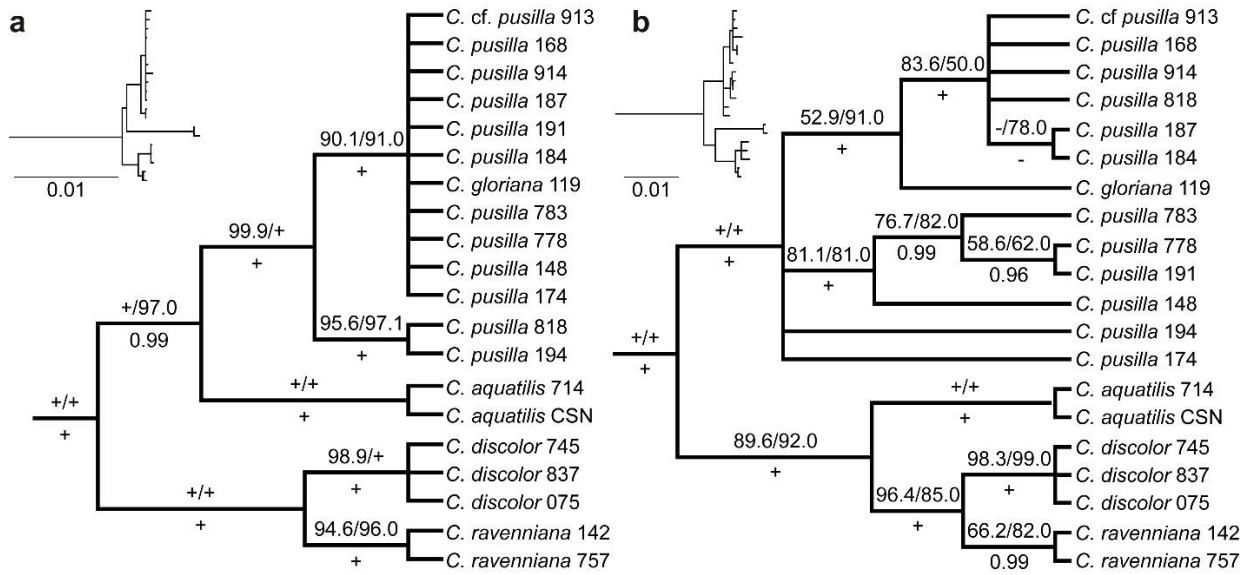 a
C. cf. pusilla 913
C. pusilla 168
C. pusilla 914
C. pusilla 187
C. pusilla 191
90.1/91.0
C. pusilla 184
+
C. gloriana 119
0.01
C. pusilla 783
99.9/+
C. pusilla 778
+
C. pusilla 148
C. pusilla 174
+/97.0
95.6/97.1
C. pusilla 818
0.99
+
C. pusilla 194
+/+
C. aquatilis 714
+/+
+
C. aquatilis CSN
+
98.9/+
C. discolor 745
+
C. discolor 837
+/+
C. discolor 075
+
94.6/96.0
C. ravenniana 142
+
C. ravenniana 757
b
C. cf pusilla 913
C. pusilla 168
83.6/50.0
C. pusilla 914
+
C. pusilla 818
52.9/91.0
-/78.0
C. pusilla 187
+
-
C. pusilla 184
0.01
C. gloriana 119
76.7/82.0
C. pusilla 783
+/+
81.1/81.0
0.99
58.6/62.0
C. pusilla 778
+
+
0.96
C. pusilla 191
C. pusilla 148
+/+
C. pusilla 194
+
C. pusilla 174
+/+
C. aquatilis 714
+
C. aquatilis CSN
89.6/92.0
98.3/99.0
C. discolor 745
+
+
C. discolor 837
96.4/85.0
C. discolor 075
+
66.2/82.0
C. ravenniana 142
0.99
C. ravenniana 757